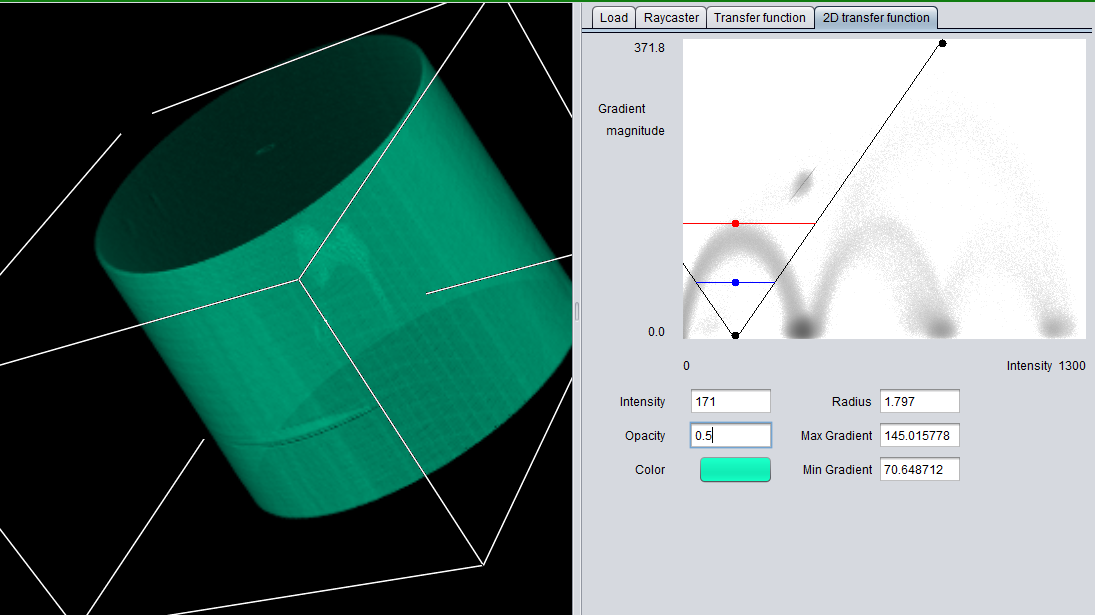 Load Raycaster Transfer function 2D transfer function
371.8
Gradient
magnitude
0.0
0 Intensity 1300
Intensity 171 Radius 1.797
Opacity 0.5 Max Gradient 145.015778
Color Min Gradient 70.648712